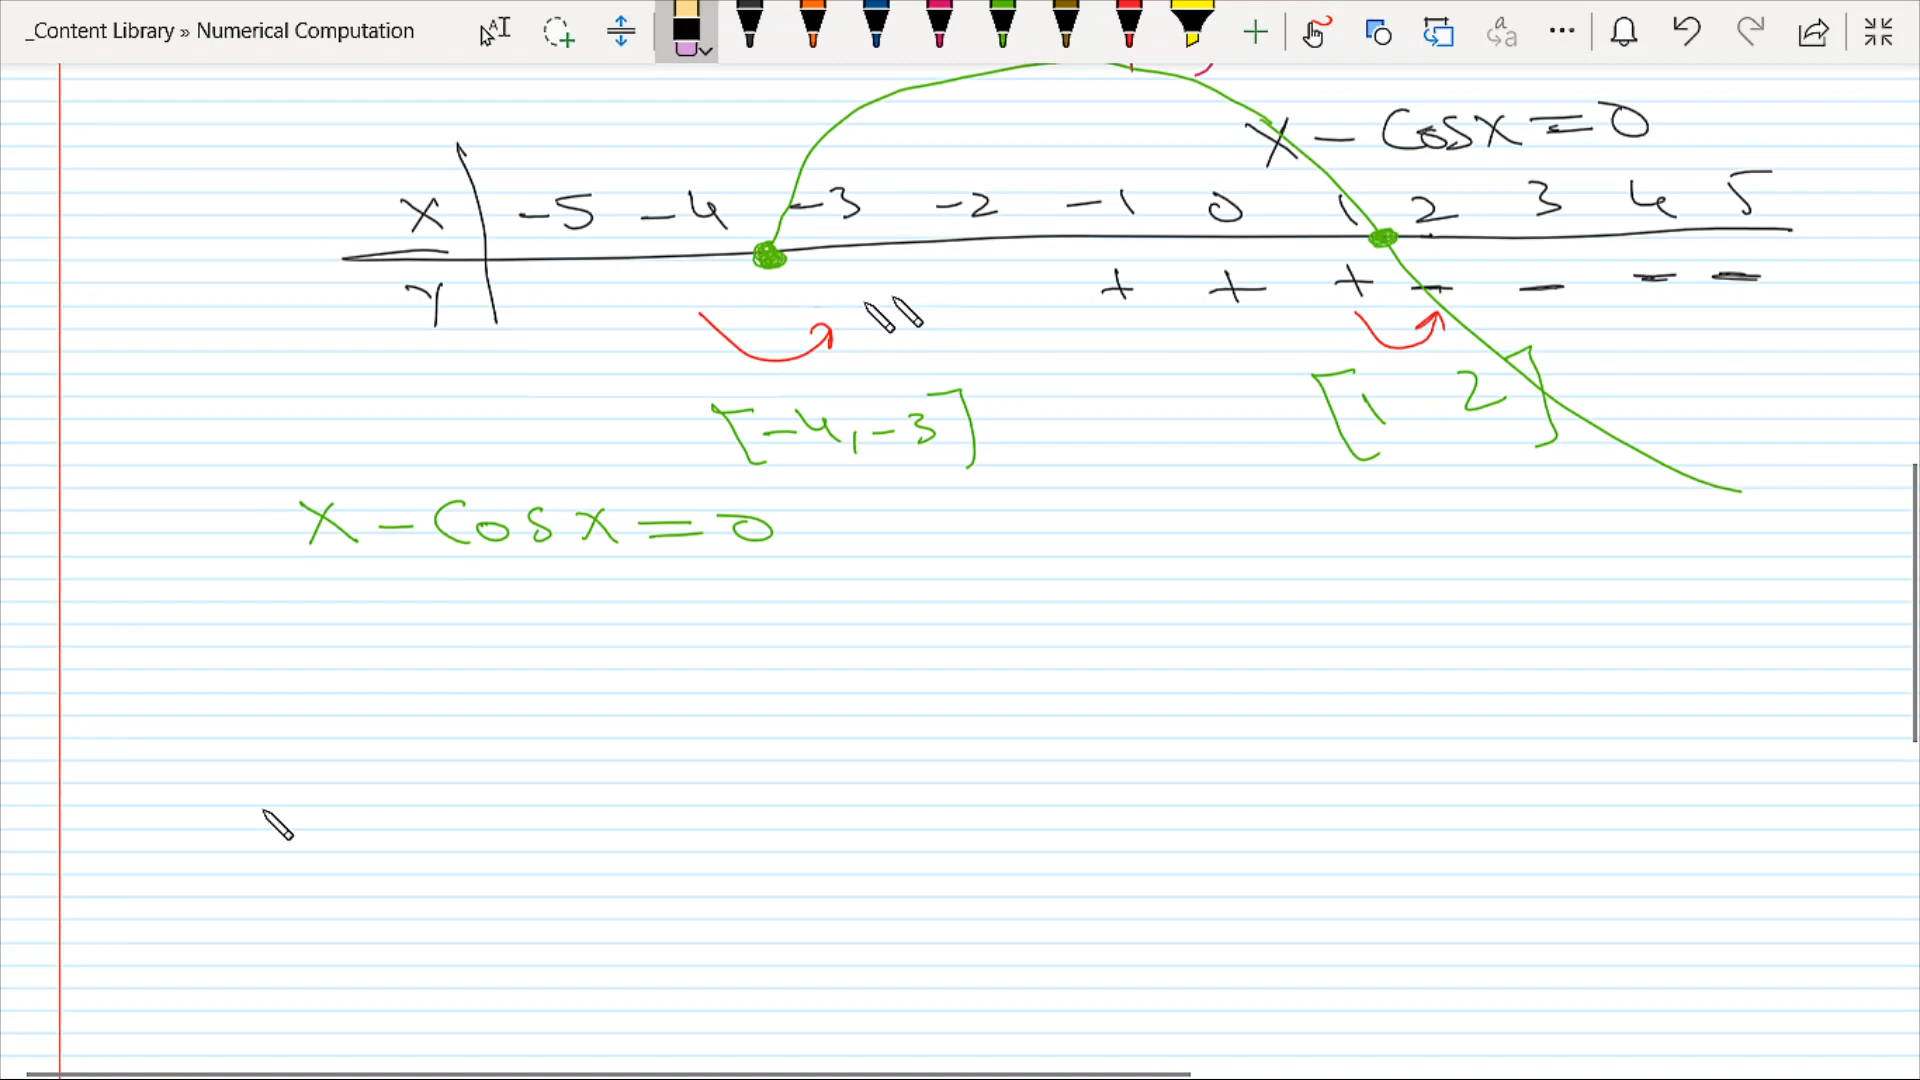 _Content Library » Numerical Computation
x - Cosx = 0
x -5 -4 -3 -2 -1 0 1 2 3 4 5
y + + + - - - -
[-4, -3] [1 2]
x - Cosx = 0